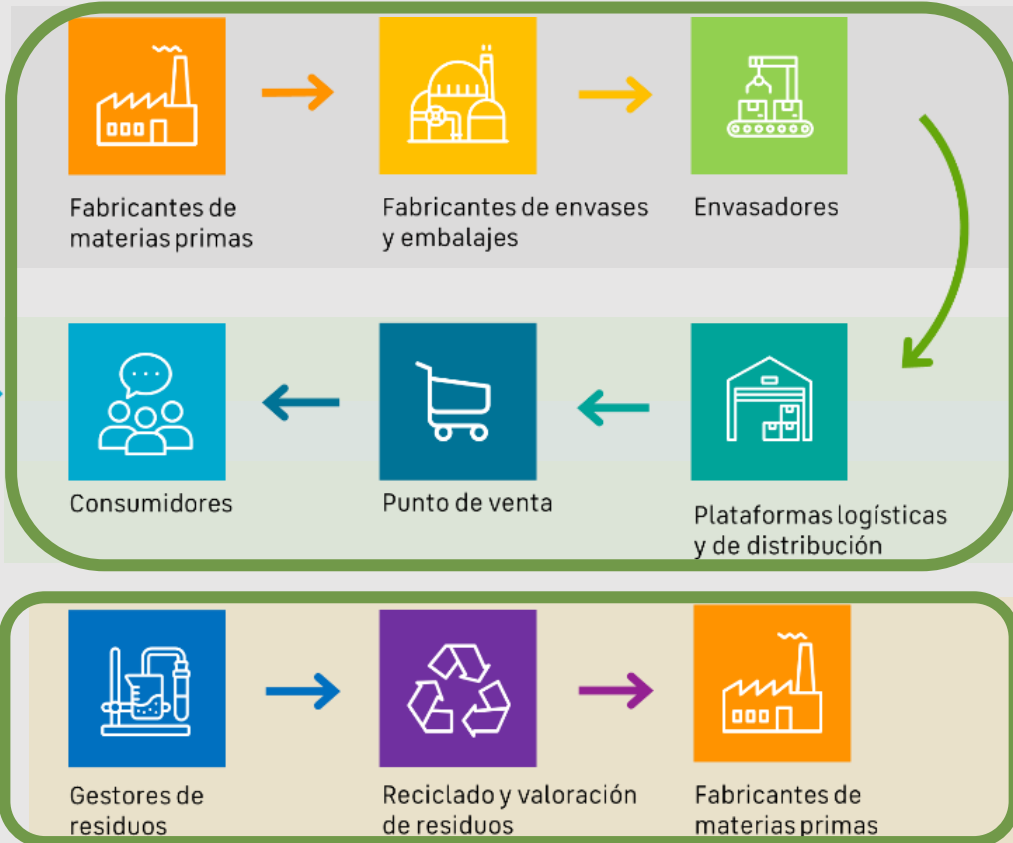 Fabricantes de
materias primas
Fabricantes de envases
y embalajes
Envasadores
Consumidores
Punto de venta
Plataformas logísticas
y de distribución
Gestores de
residuos
Reciclado y valoración
de residuos
Fabricantes de
materias primas